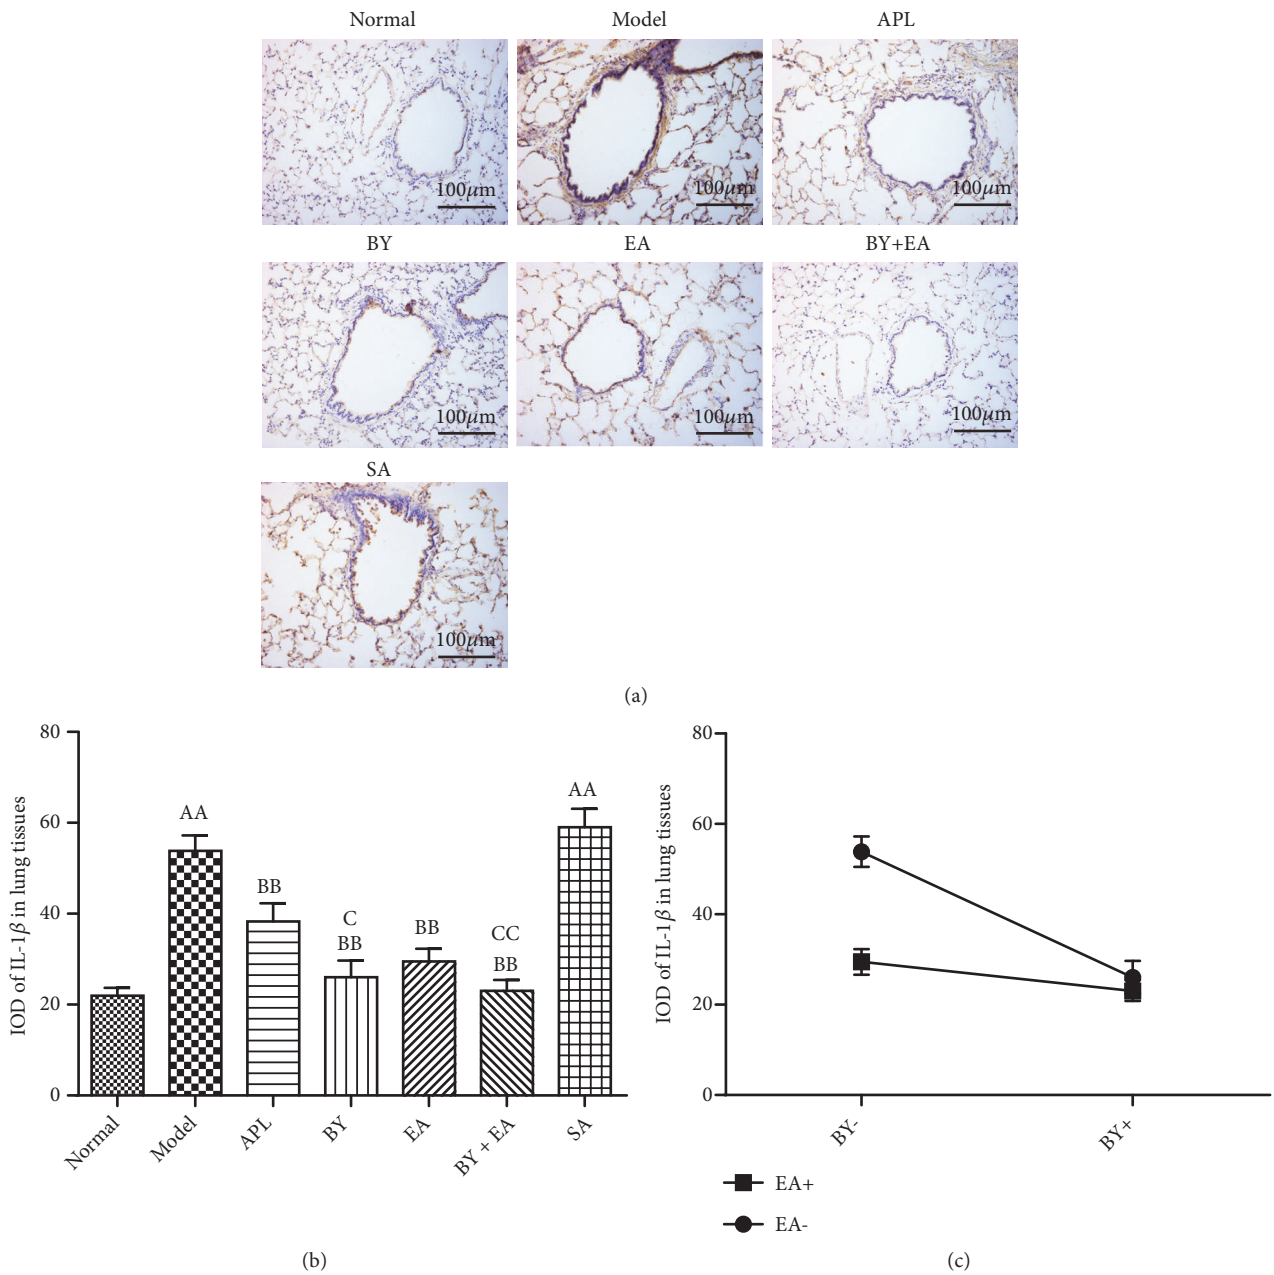 Normal
Model
APL
100μm
100μm
100μm
BY
EA
BY+EA
100μm
100μm
100μm
SA
100μm
(a)
IOD of IL-1β in lung tissues
80
60
40
20
0
AA
BB
C
BB
BB
CC
BB
AA
Normal
Model
APL
BY
EA
BY + EA
SA
(b)
IOD of IL-1β in lung tissues
80
60
40
20
0
BY-
BY+
EA+
EA-
(c)